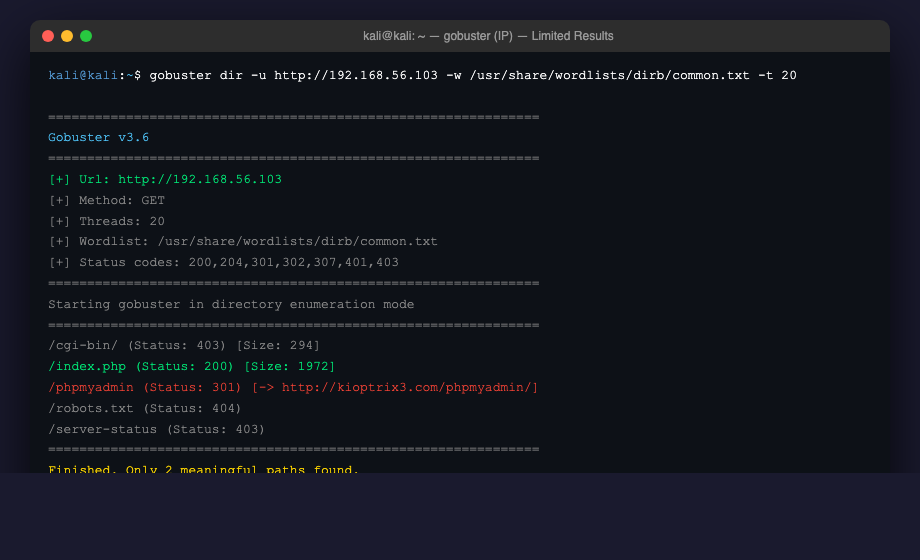 kali@kali: ~ — gobuster (IP) — Limited Results
kali@kali:~$ gobuster dir -u http://192.168.56.103 -w /usr/share/wordlists/dirb/common.txt -t 20
===============================================================
Gobuster v3.6
===============================================================
[+] Url: http://192.168.56.103
[+] Method: GET
[+] Threads: 20
[+] Wordlist: /usr/share/wordlists/dirb/common.txt
[+] Status codes: 200,204,301,302,307,401,403
===============================================================
Starting gobuster in directory enumeration mode
===============================================================
/cgi-bin/ (Status: 403) [Size: 294]
/index.php (Status: 200) [Size: 1972]
/phpmyadmin (Status: 301) [-> http://kioptrix3.com/phpmyadmin/]
/robots.txt (Status: 404)
/server-status (Status: 403)
===============================================================
Finished. Only 2 meaningful paths found.